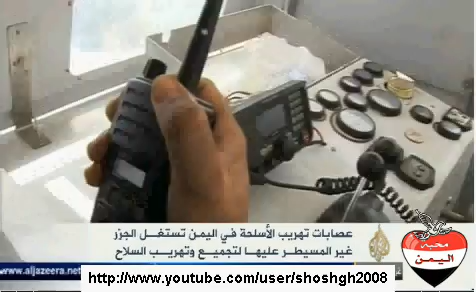 عصابات تهريب الأسلحة في اليمن تستغل الجزر
غير المسيطر عليها لتجميع وتهريب السلاح
محبة
اليمن
www.aljazeera.net
http://www.youtube.com/user/shoshgh2008